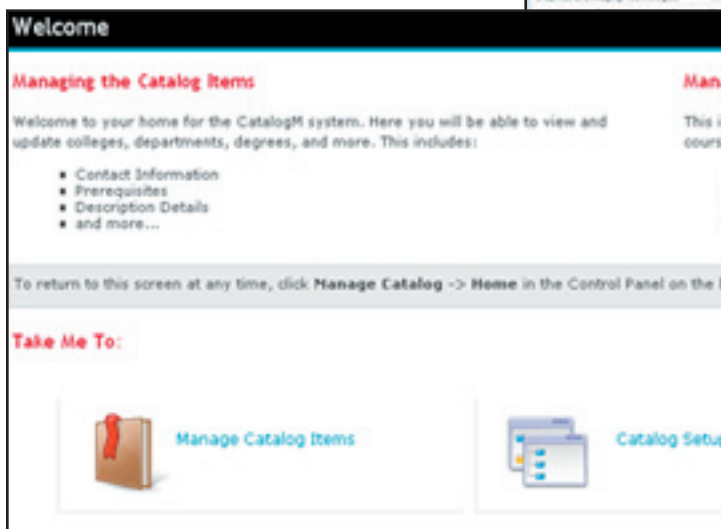 Welcome
Managing the Catalog Items
Welcome to your home for the CatalogM system. Here you will be able to view and
update colleges, departments, degrees, and more. This includes:
Contact Information
Prerequisites
Description Details
and more...
This
To return to this screen at any time, click Manage Catalog -> Home in the Control Panel on the
Take Me To:
Manage Catalog Items
Catalog Setup